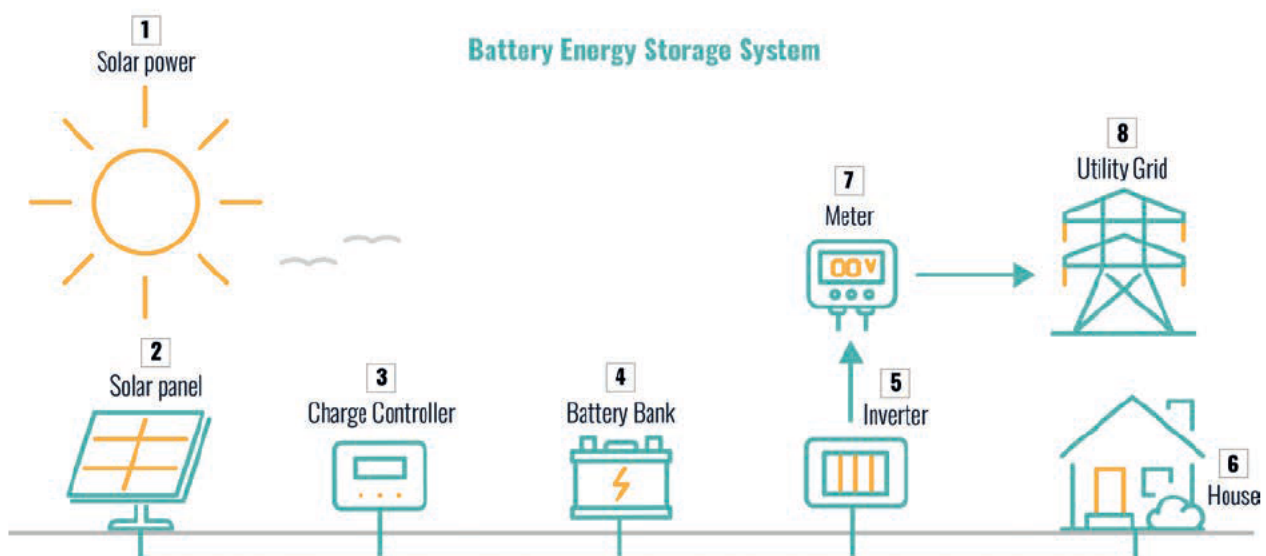 Battery Energy Storage System
1
Solar power
2
Solar panel
3
Charge Controller
4
Battery Bank
5
Inverter
6
House
7
Meter
00 V
8
Utility Grid